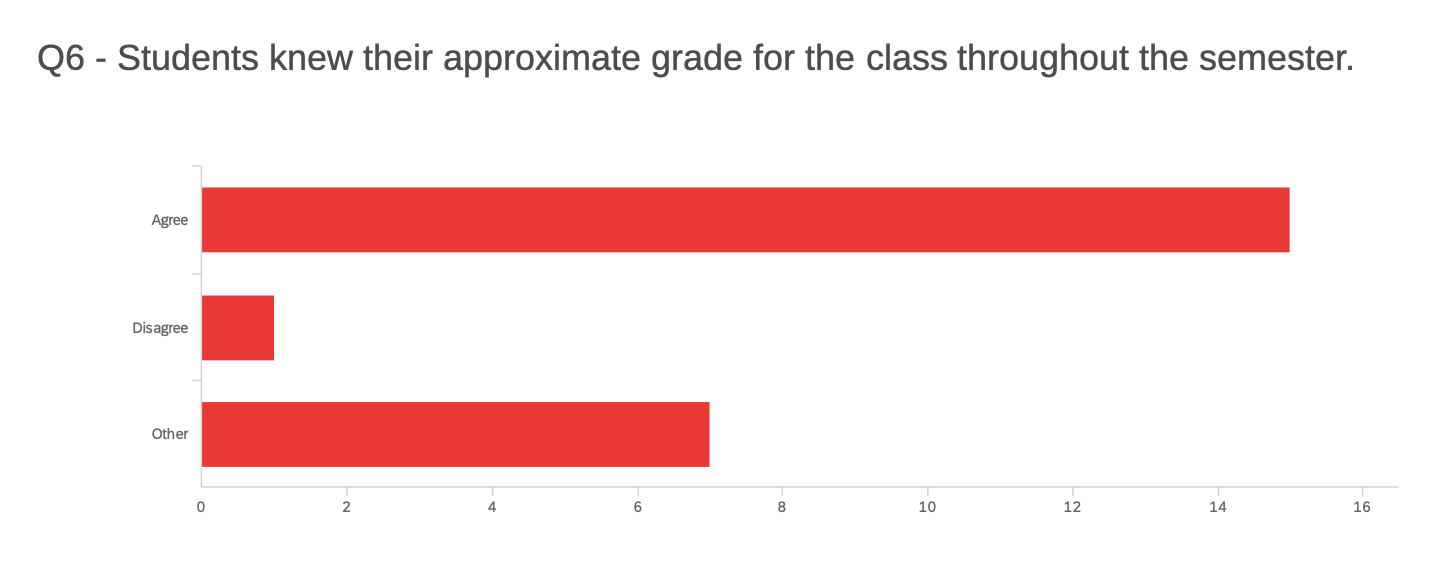 Q6 - Students knew their approximate grade for the class throughout the semester.
Agree
Disagree
Other
0 2 4 6 8 10 12 14 16